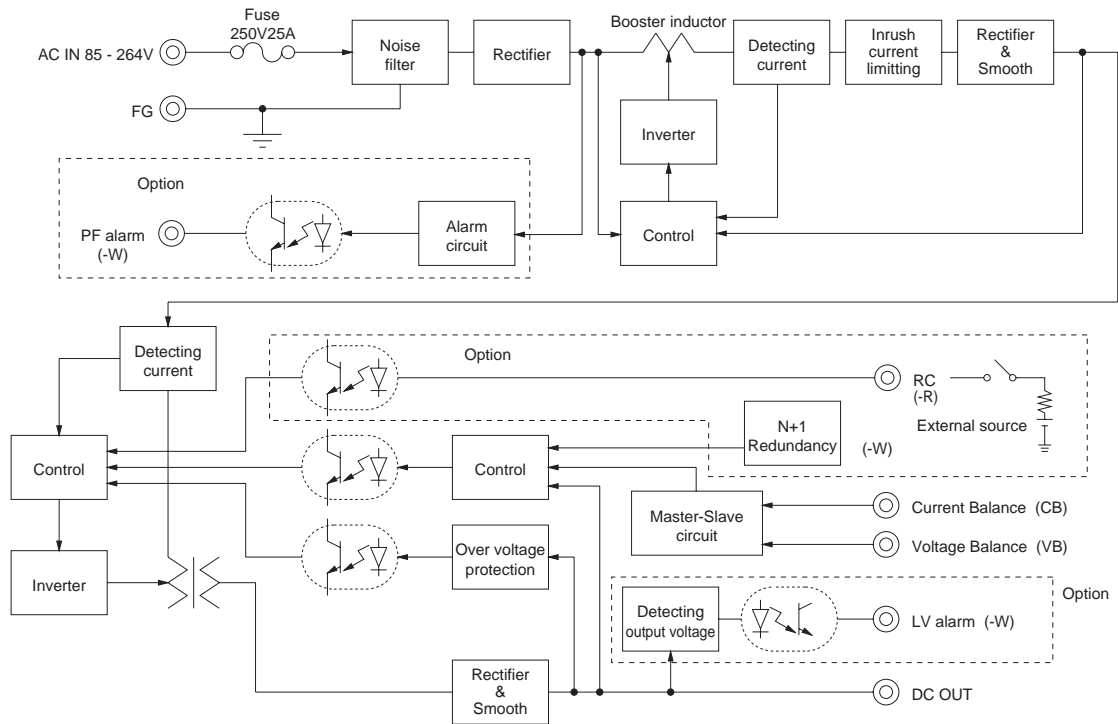 Fuse
250V25A
AC IN 85 - 264V
Noise
filter
Rectifier
Booster inductor
Detecting
current
Inrush
current
limitting
Rectifier
&
Smooth
FG
Inverter
Option
PF alarm
(-W)
Alarm
circuit
Control
Detecting
current
Option
RC
(-R)
External source
N+1
Redundancy
(-W)
Control
Control
Master-Slave
circuit
Current Balance (CB)
Voltage Balance (VB)
Inverter
Over voltage
protection
Option
Detecting
output voltage
LV alarm (-W)
Rectifier
&
Smooth
DC OUT